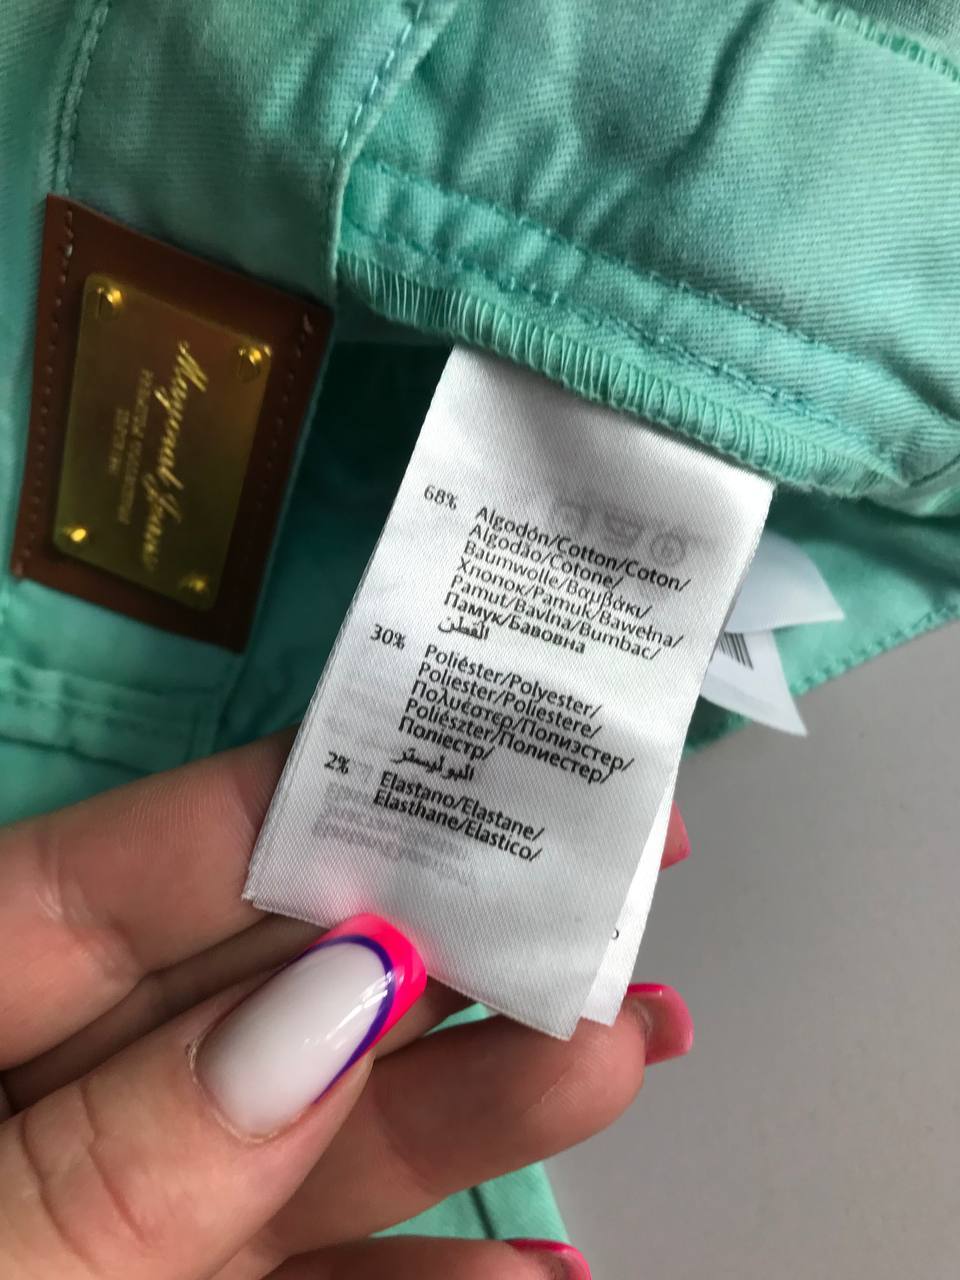 68%
Algodón/Cotton/Coton/
Algodão/Cotone/
Baumwolle/Βαμβάκι/
Хлопок/Pamuk/Bawełna/
Pamut/Bavlna/Bumbac/
Памук/Бавовна
القطن
30%
Poliéster/Polyester/
Poliester/Poliestere/
Πολυέστερ/Полиэстер/
Poliészter/Полиестер/
Поліестр/
البوليستر
2%
Elastano/Elastane/
Elasthane/Elastico/